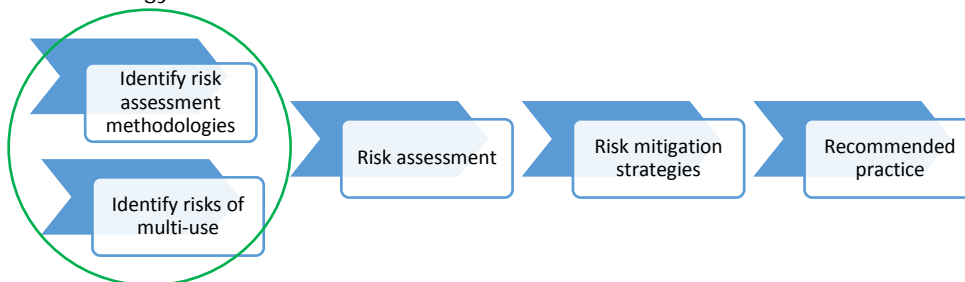 Identify risk
assessment
methodologies
Identify risks of
multi-use
Risk assessment
Risk mitigation
strategies
Recommended
practice